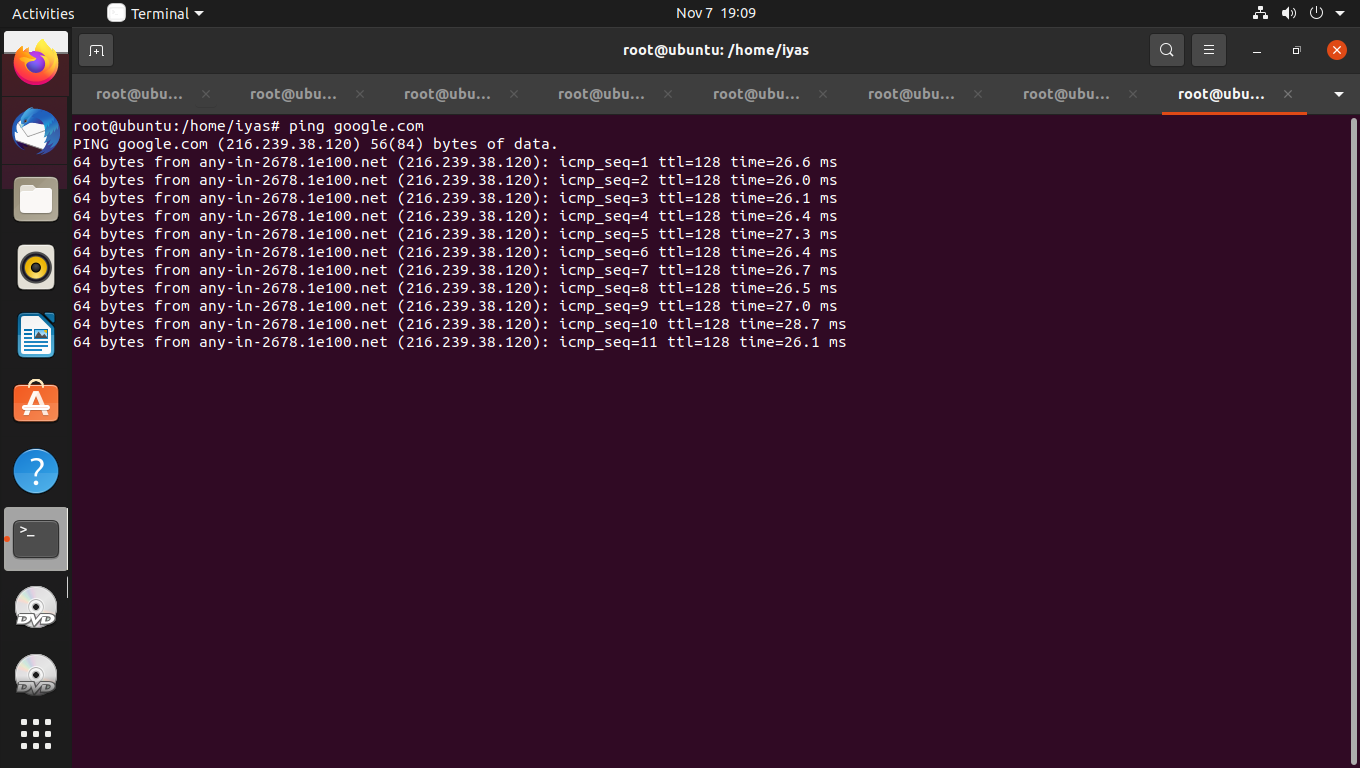 Activities
Terminal
Nov 7 19:09
root@ubuntu: /home/iyas
root@ubu...
root@ubu...
root@ubu...
root@ubu...
root@ubu...
root@ubu...
root@ubu...
root@ubu...
root@ubuntu:/home/iyas# ping google.com
PING google.com (216.239.38.120) 56(84) bytes of data.
64 bytes from any-in-2678.1e100.net (216.239.38.120): icmp_seq=1 ttl=128 time=26.6 ms
64 bytes from any-in-2678.1e100.net (216.239.38.120): icmp_seq=2 ttl=128 time=26.0 ms
64 bytes from any-in-2678.1e100.net (216.239.38.120): icmp_seq=3 ttl=128 time=26.1 ms
64 bytes from any-in-2678.1e100.net (216.239.38.120): icmp_seq=4 ttl=128 time=26.4 ms
64 bytes from any-in-2678.1e100.net (216.239.38.120): icmp_seq=5 ttl=128 time=27.3 ms
64 bytes from any-in-2678.1e100.net (216.239.38.120): icmp_seq=6 ttl=128 time=26.4 ms
64 bytes from any-in-2678.1e100.net (216.239.38.120): icmp_seq=7 ttl=128 time=26.7 ms
64 bytes from any-in-2678.1e100.net (216.239.38.120): icmp_seq=8 ttl=128 time=26.5 ms
64 bytes from any-in-2678.1e100.net (216.239.38.120): icmp_seq=9 ttl=128 time=27.0 ms
64 bytes from any-in-2678.1e100.net (216.239.38.120): icmp_seq=10 ttl=128 time=28.7 ms
64 bytes from any-in-2678.1e100.net (216.239.38.120): icmp_seq=11 ttl=128 time=26.1 ms
?
>_
DVD
DVD